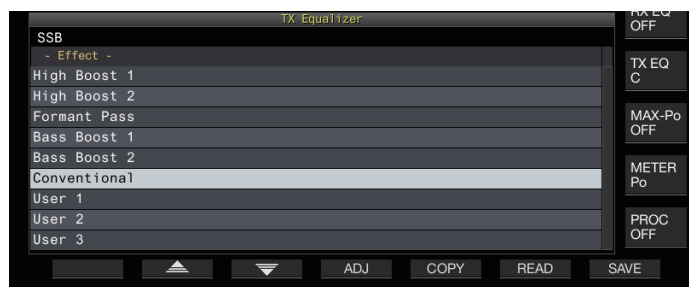 TX Equalizer
RX EQ
OFF
SSB
- Effect -
High Boost 1
High Boost 2
Formant Pass
Bass Boost 1
Bass Boost 2
Conventional
User 1
User 2
User 3
TX EQ
C
MAX-Po
OFF
METER
Po
PROC
OFF
ADJ
COPY
READ
SAVE